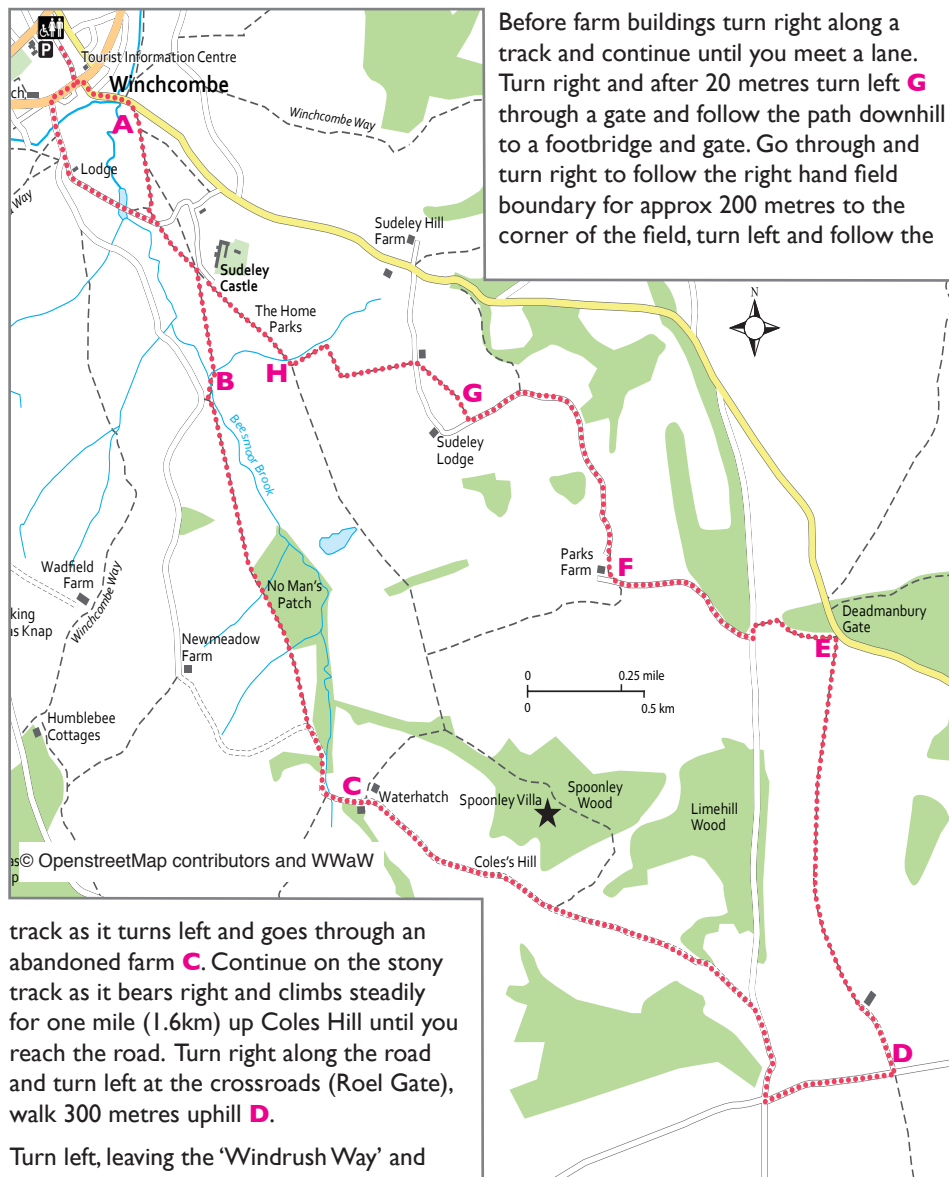 P
Tourist Information Centre
Winchcombe
ch.
A
Winchcombe Way
Lodge
Way
Sudeley Hill
Farm
Sudeley
Castle
The Home
Parks
H
B
G
Beesmoor Brook
Sudeley
Lodge
N
Wadfield
Farm
Winchcombe Way
king
ns Knap
No Man's
Patch
Parks
Farm
F
Deadmanbury
Gate
E
Newmeadow
Farm
0 0.25 mile
0 0.5 km
Humblebee
Cottages
C
Waterhatch
Spoonley Villa
Spoonley
Wood
Limehill
Wood
Coles's Hill
D
as
p
© OpenstreetMap contributors and WWaW
Before farm buildings turn right along a
track and continue until you meet a lane.
Turn right and after 20 metres turn left G
through a gate and follow the path downhill
to a footbridge and gate. Go through and
turn right to follow the right hand field
boundary for approx 200 metres to the
corner of the field, turn left and follow the
track as it turns left and goes through an
abandoned farm C. Continue on the stony
track as it bears right and climbs steadily
for one mile (1.6km) up Coles Hill until you
reach the road. Turn right along the road
and turn left at the crossroads (Roel Gate),
walk 300 metres uphill D.
Turn left, leaving the ‘Windrush Way’ and